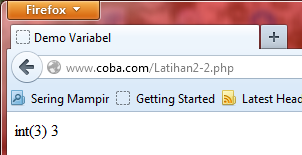 Firefox
Demo Variabel
www.coba.com/Latihan2-2.php
Sering Mampir Getting Started Latest Head
int(3) 3